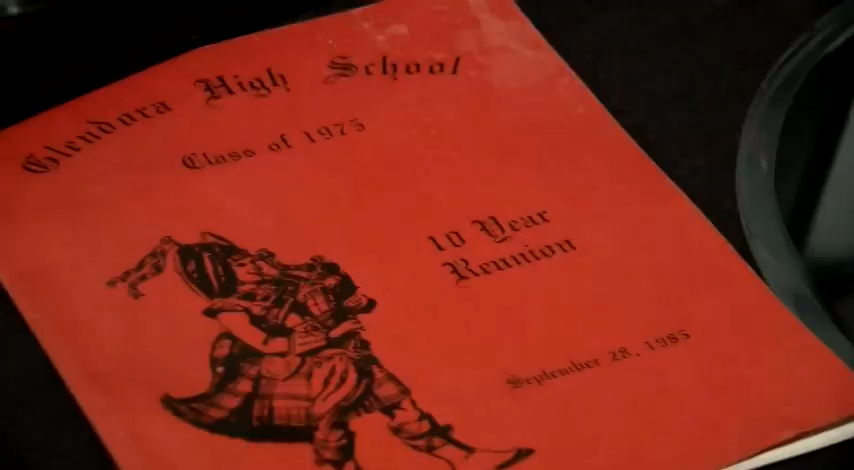 Glendora High School
Class of 1975
10 Year
Reunion
September 28, 1985